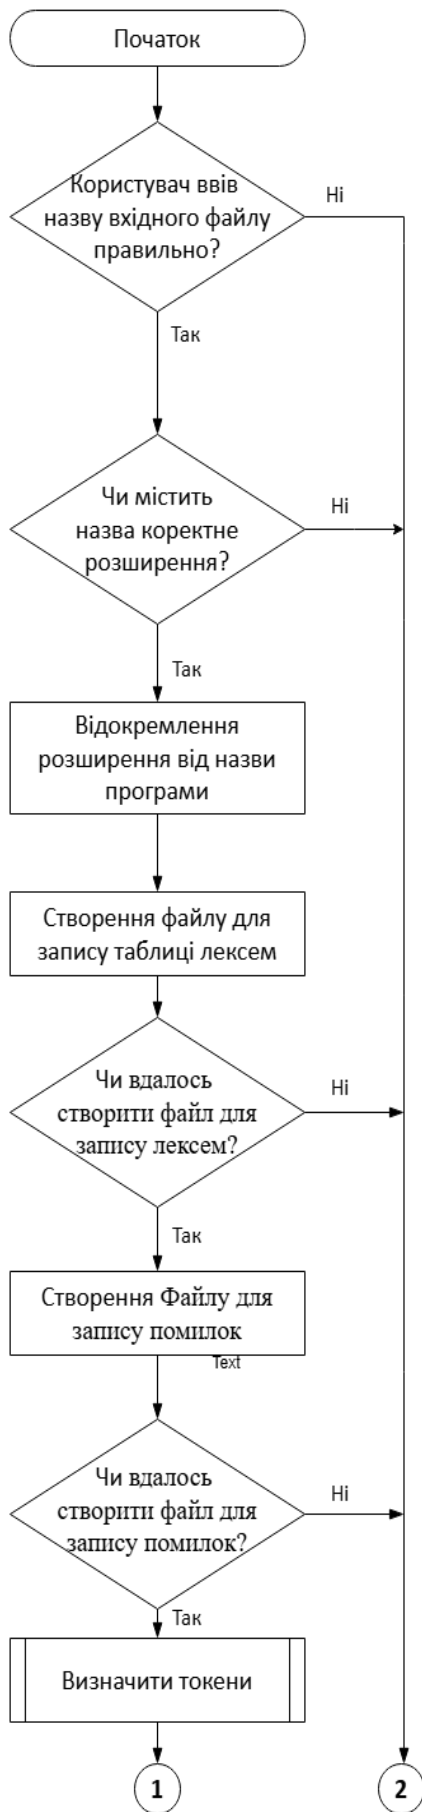 Початок
Користувач ввів
назву вхідного файлу
правильно?
Ні
Так
Чи містить
назва коректне
розширення?
Ні
Так
Відокремлення
розширення від назви
програми
Створення файлу для
запису таблиці лексем
Чи вдалось
створити файл для
запису лексем?
Ні
Так
Створення Файлу для
запису помилок
Text
Чи вдалось
створити файл для
запису помилок?
Ні
Так
Визначити токени
1
2